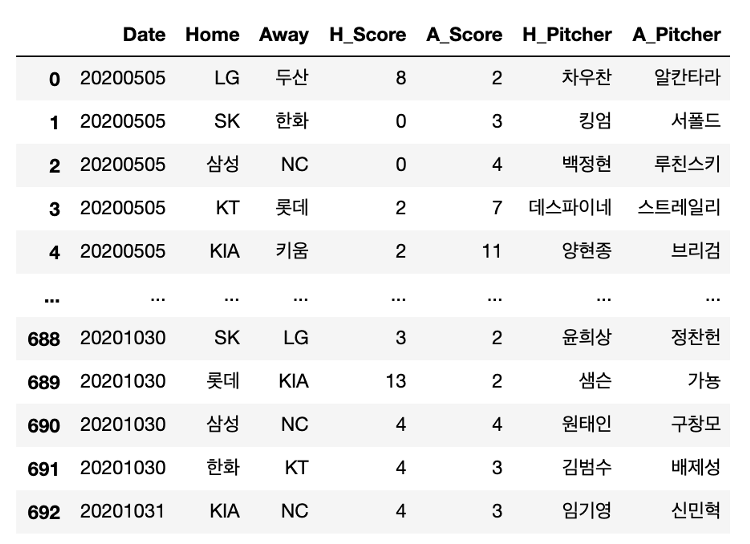 Date Home Away H_Score A_Score H_Pitcher A_Pitcher
0 20200505 LG 두산 8 2 차우찬 알칸타라
1 20200505 SK 한화 0 3 킹엄 서폴드
2 20200505 삼성 NC 0 4 백정현 루친스키
3 20200505 KT 롯데 2 7 데스파이네 스트레일리
4 20200505 KIA 키움 2 11 양현종 브리검
... ... ... ... ... ... ... ...
688 20201030 SK LG 3 2 윤희상 정찬헌
689 20201030 롯데 KIA 13 2 샘슨 가뇽
690 20201030 삼성 NC 4 4 원태인 구창모
691 20201030 한화 KT 4 3 김범수 배제성
692 20201031 KIA NC 4 3 임기영 신민혁